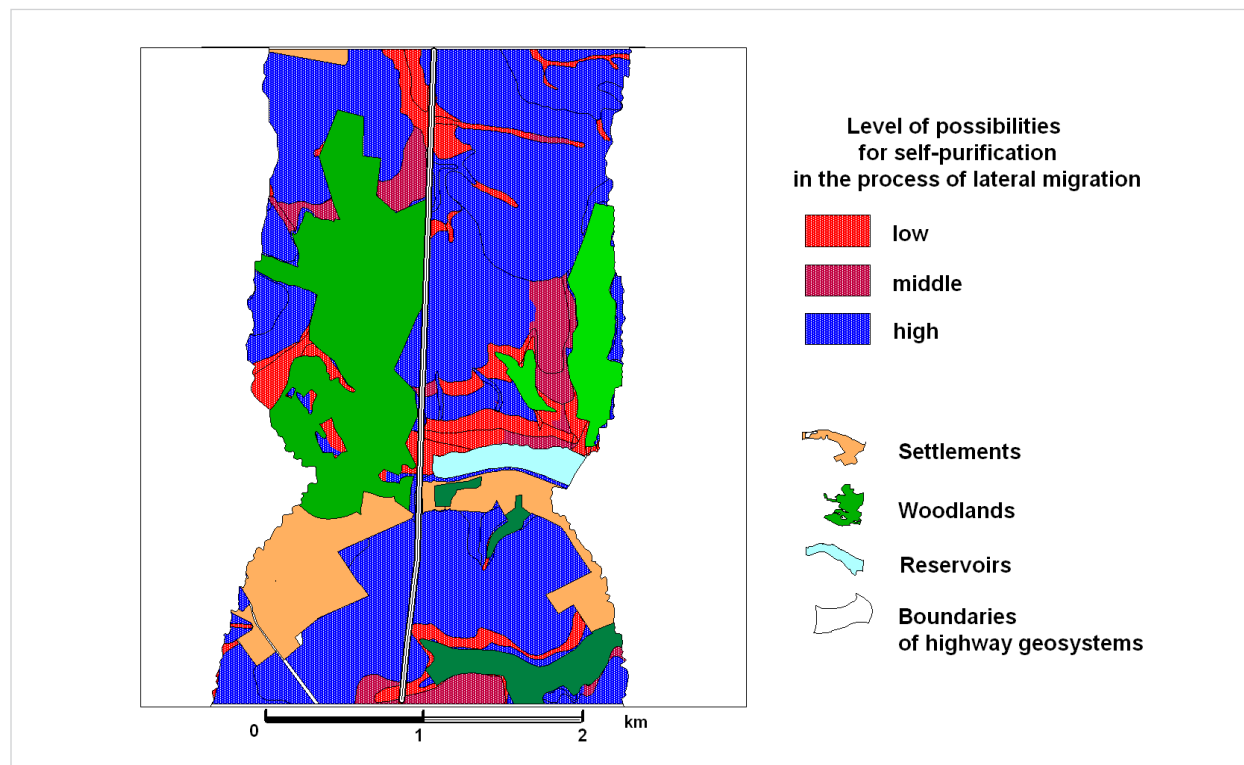 Level of possibilities
for self-purification
in the process of lateral migration
low
middle
high
Settlements
Woodlands
Reservoirs
Boundaries
of highway geosystems
0
1
2
km